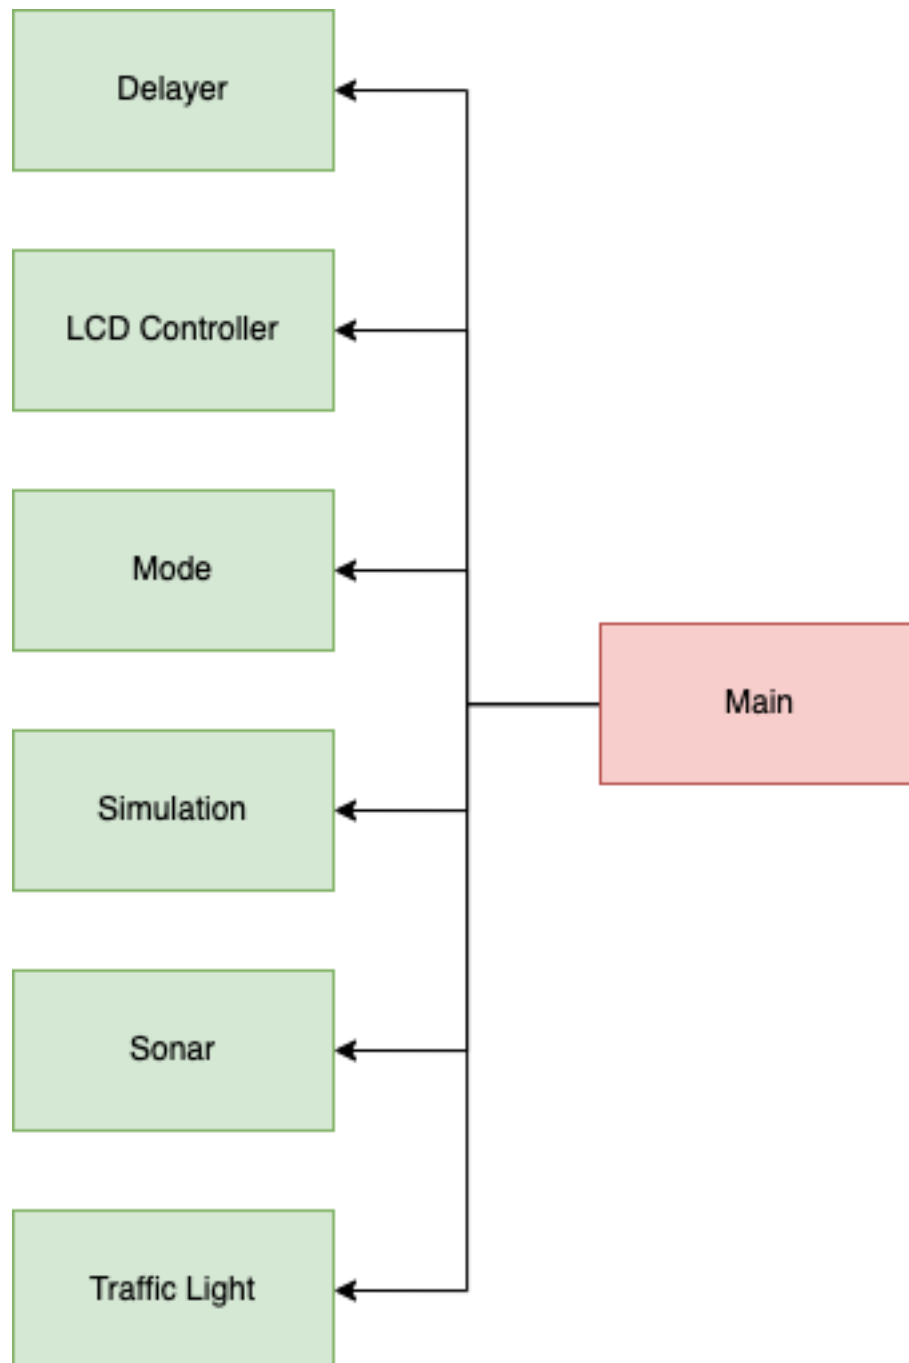 Delayer
LCD Controller
Mode
Main
Simulation
Sonar
Traffic Light